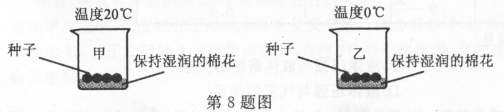 温度20℃ 温度0℃
种子 甲 保持湿润的棉花 种子 乙 保持湿润的棉花
第8题图